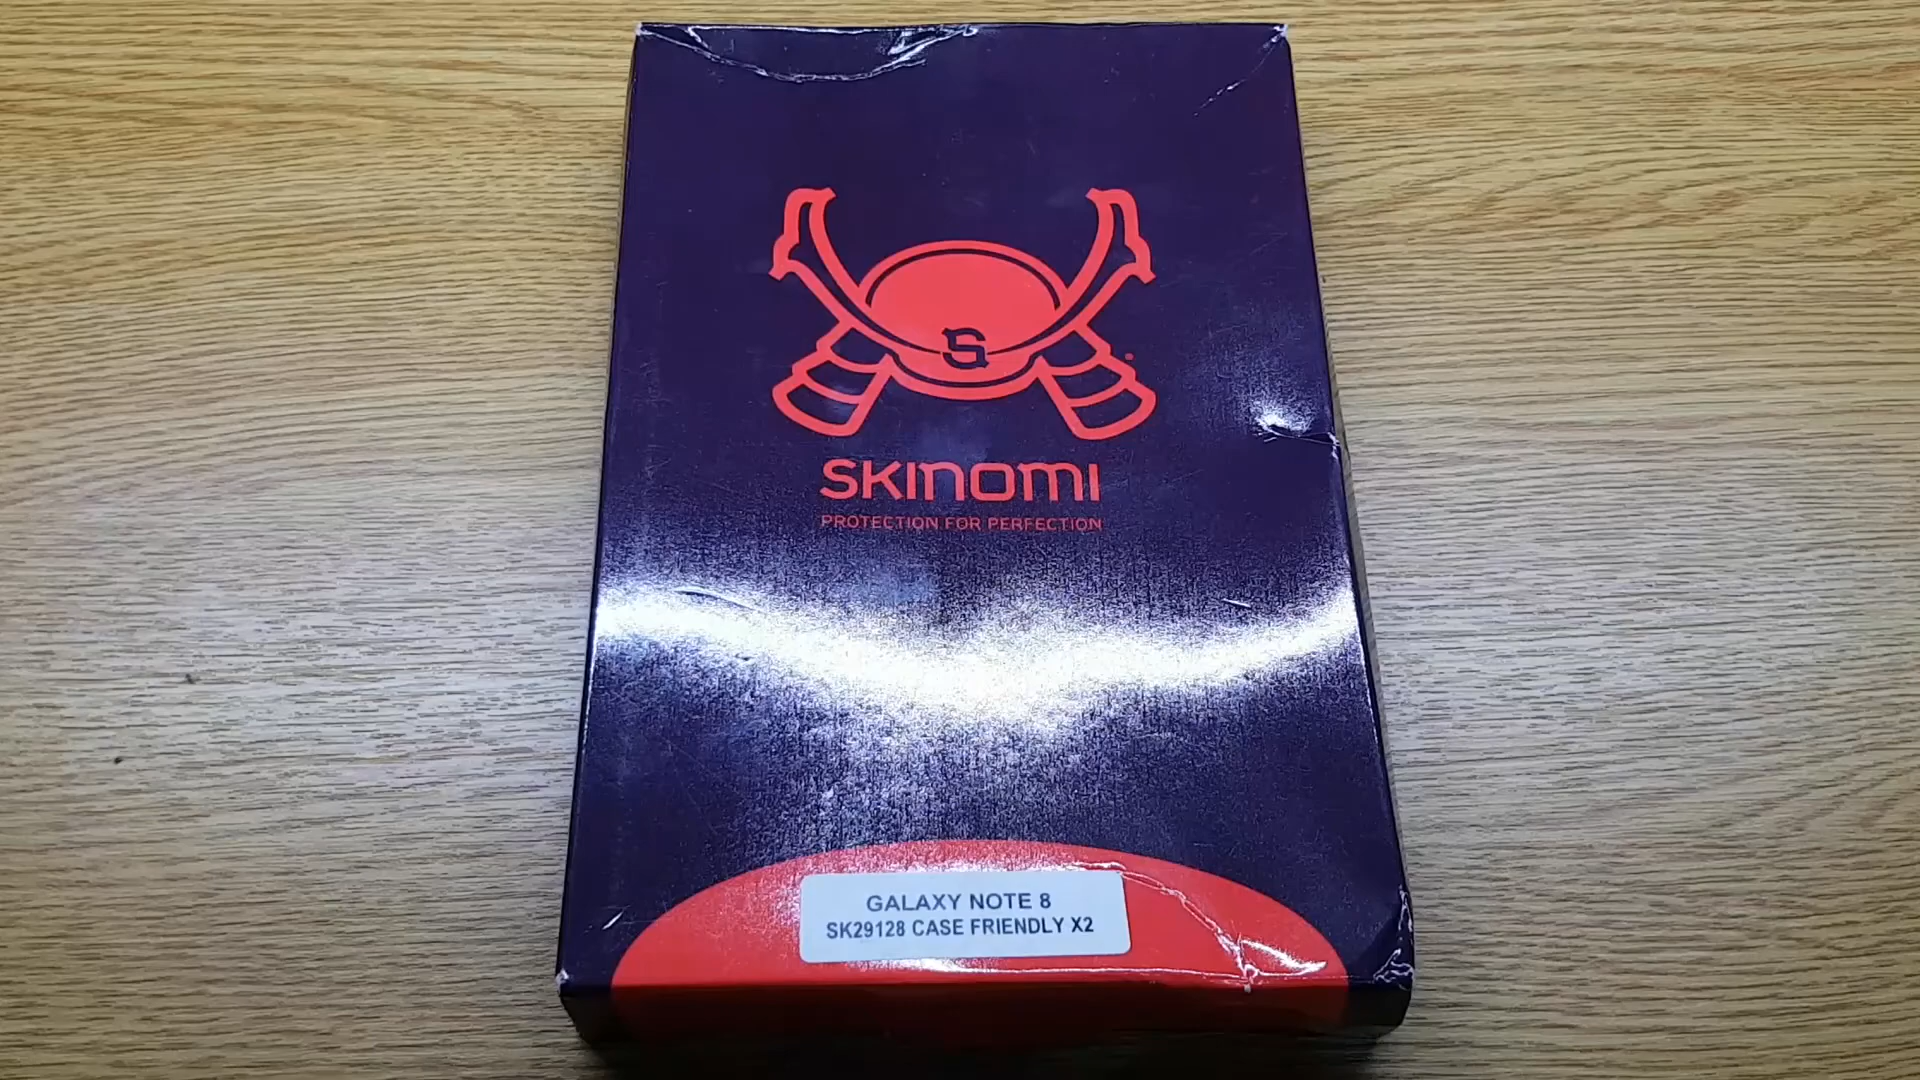 S
SKINOMI
PROTECTION FOR PERFECTION
GALAXY NOTE 8
SK29128 CASE FRIENDLY X2